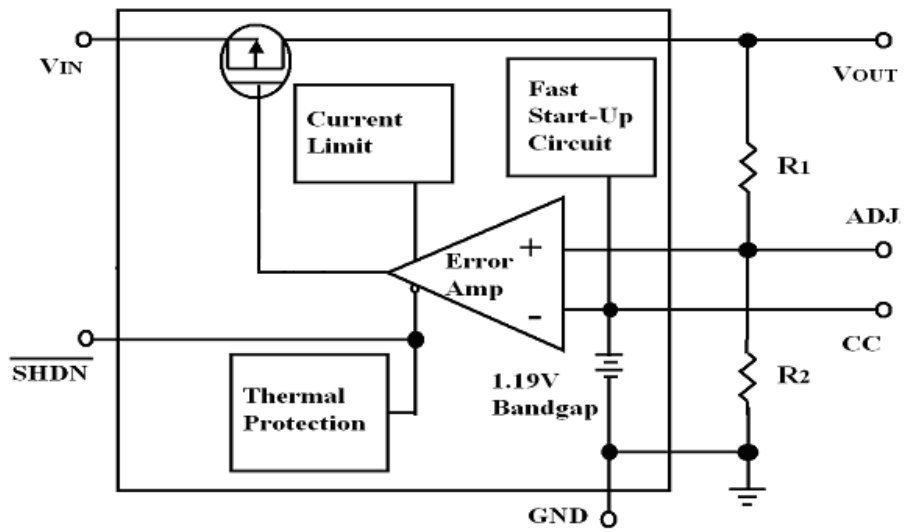 VIN
VOUT
Current
Limit
Fast
Start-Up
Circuit
R1
ADJ
+
Error
Amp
-
CC
SHDN
Thermal
Protection
1.19V
Bandgap
R2
GND